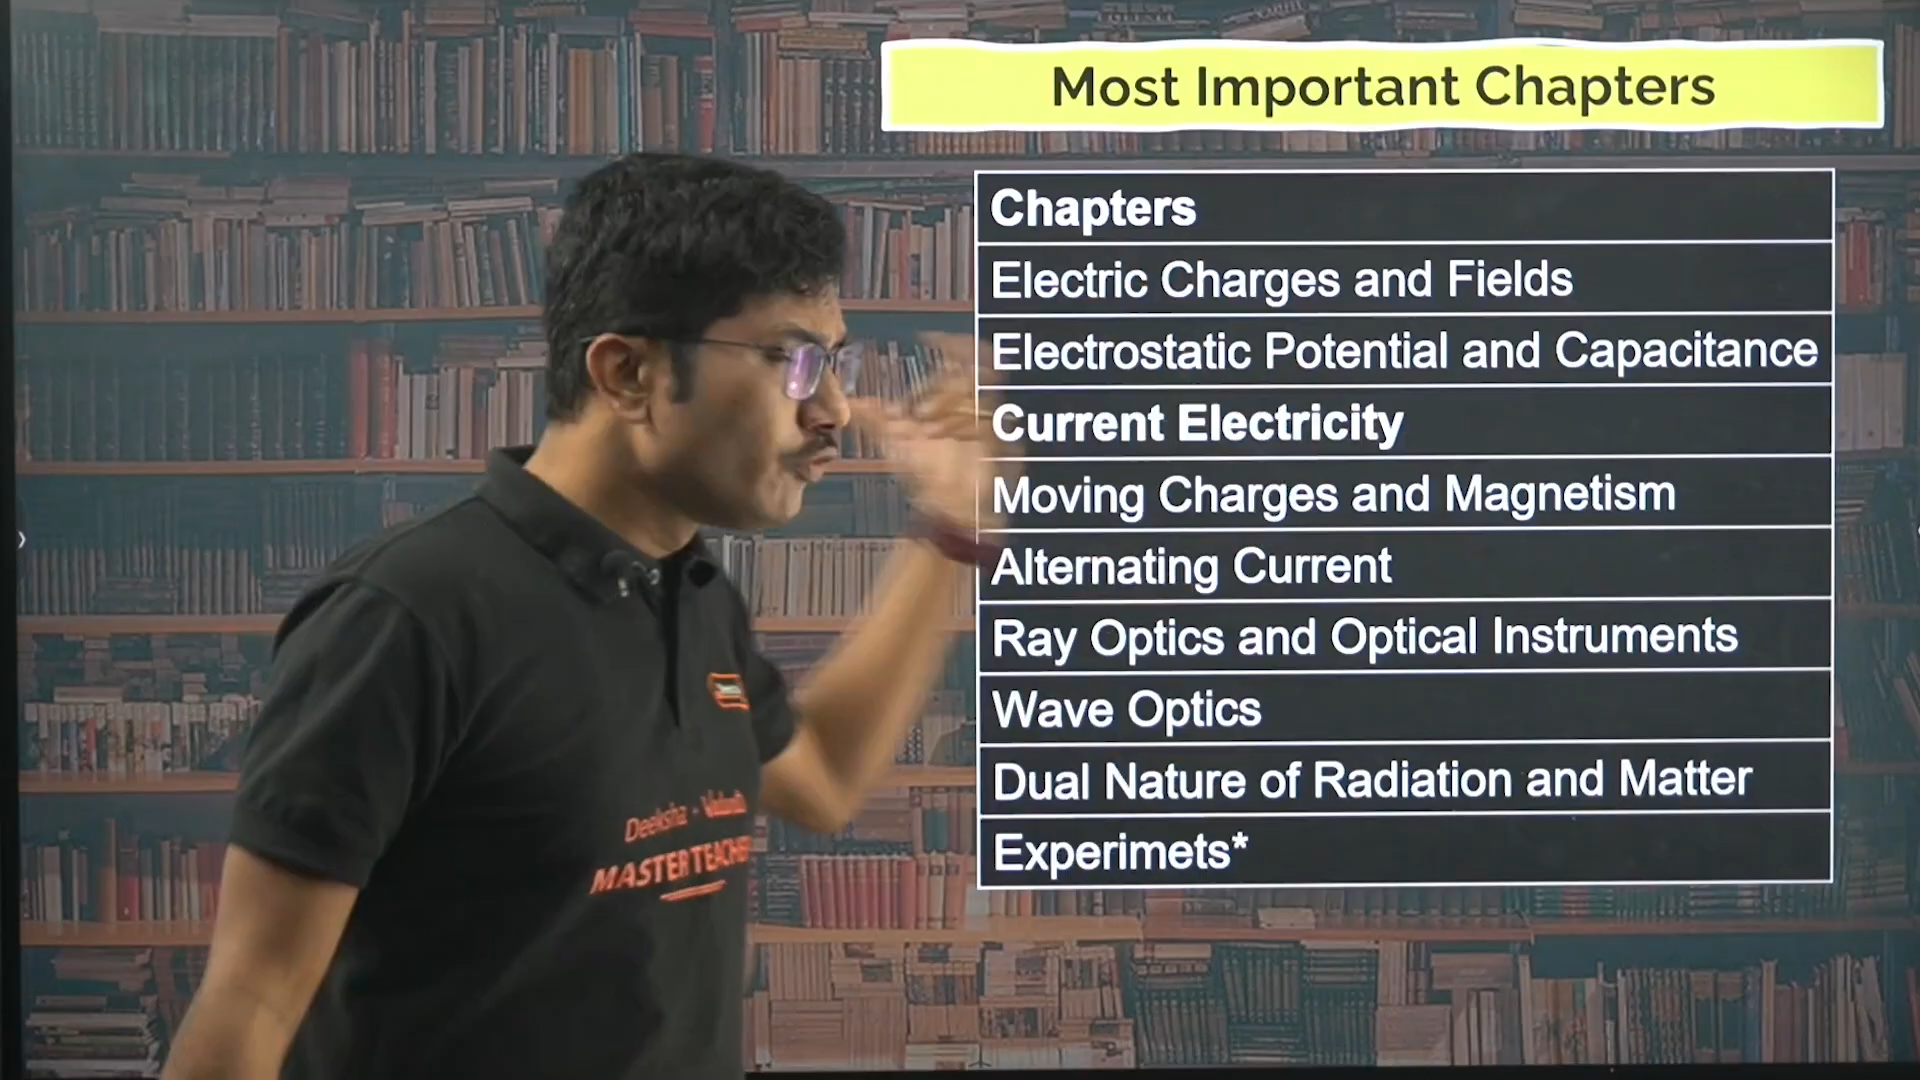 Most Important Chapters
Chapters
Electric Charges and Fields
Electrostatic Potential and Capacitance
Current Electricity
Moving Charges and Magnetism
Alternating Current
Ray Optics and Optical Instruments
Wave Optics
Dual Nature of Radiation and Matter
Experimets*
Deeksha -
MASTER TEACHER